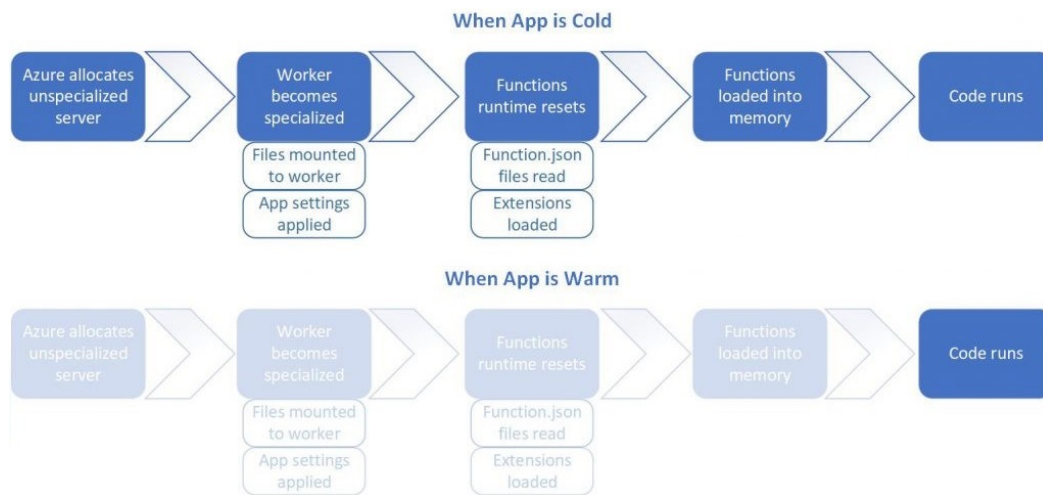 When App is Cold
Azure allocates
unspecialized
server
Worker
becomes
specialized
Functions
runtime resets
Functions
loaded into
memory
Code runs
Files mounted
to worker
App settings
applied
Function.json
files read
Extensions
loaded
When App is Warm
Azure allocates
unspecialized
server
Worker
becomes
specialized
Functions
runtime resets
Functions
loaded into
memory
Code runs
Files mounted
to worker
App settings
applied
Function.json
files read
Extensions
loaded